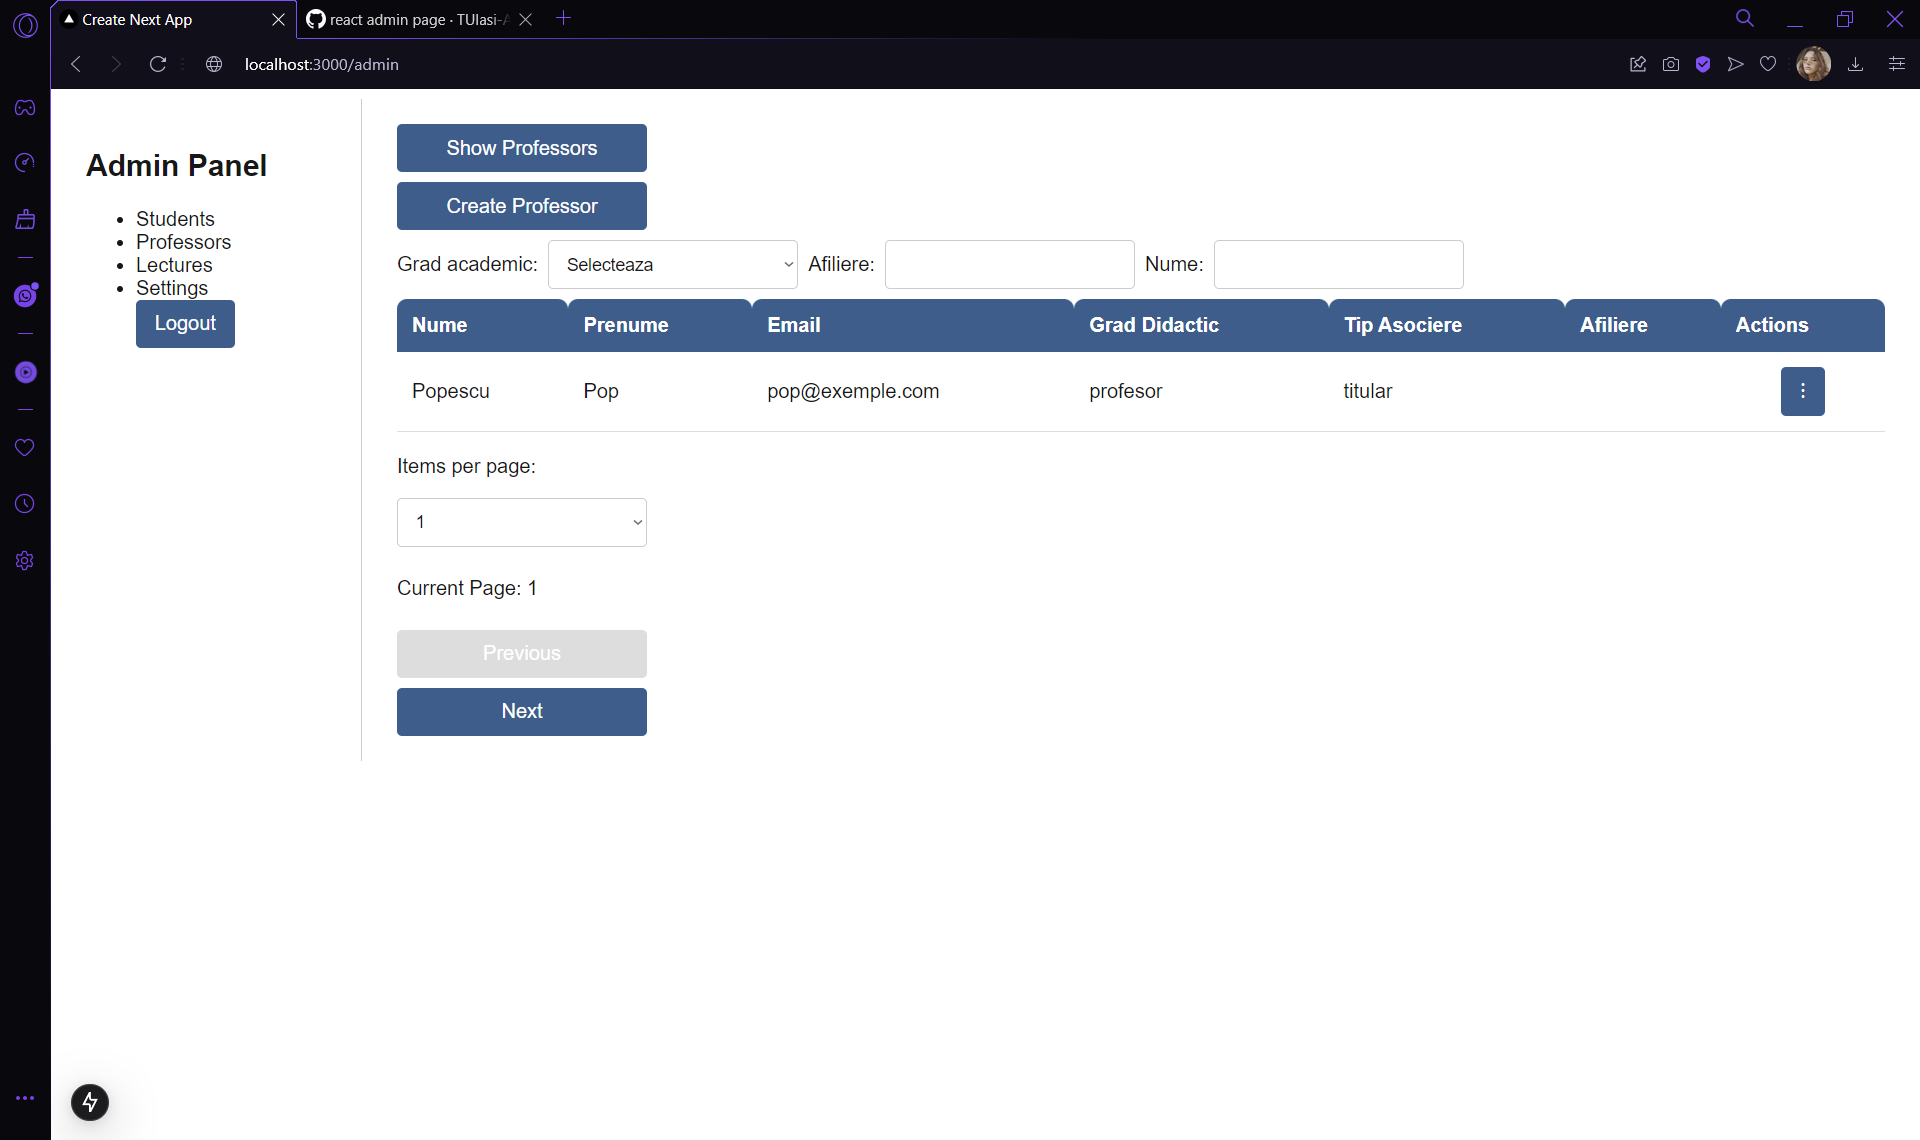 Create Next App
react admin page · TUIasi-A
localhost:3000/admin
Admin Panel
Students
Professors
Lectures
Settings
Logout
Show Professors
Create Professor
Grad academic: Selecteaza Afiliere: Nume:
Nume Prenume Email Grad Didactic Tip Asociere Afiliere Actions
Popescu Pop pop@exemple.com profesor titular
Items per page:
1
Current Page: 1
Previous
Next